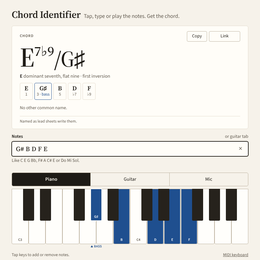 Chord Identifier Tap, type or play the notes. Get the chord.
CHORD
Copy Link
E7♭9/G♯
E dominant seventh, flat nine · first inversion
E G♯ B D F
1 3 · bass 5 ♭7 ♭9
No other common name.
Named as lead sheets write them.
Notes or guitar tab
G# B D F E ×
Like C E G Bb, F# A C# E or Do Mi Sol.
Piano Guitar Mic
G♯
C3 B C4 D E F
▲ BASS
Tap keys to add or remove notes. MIDI keyboard